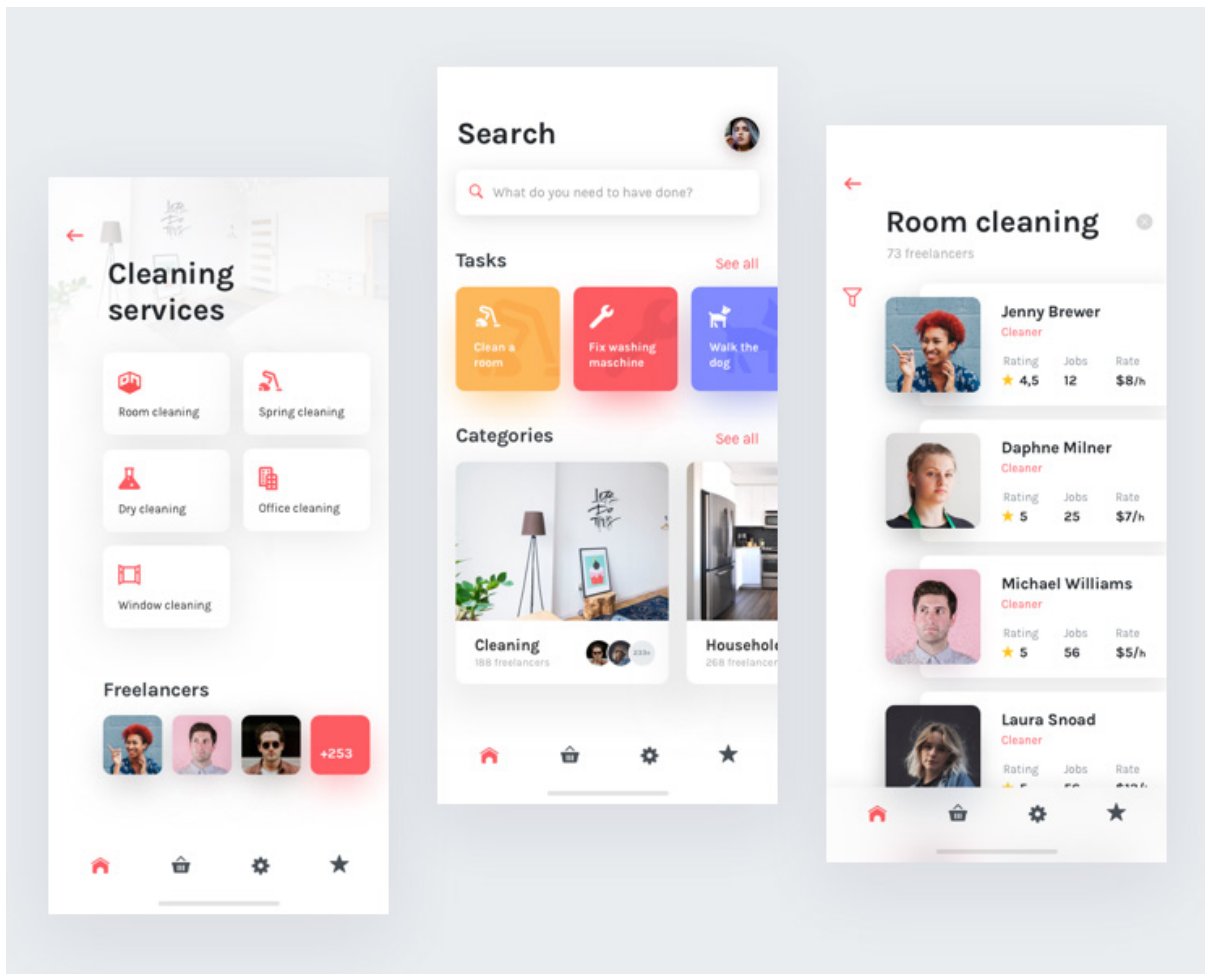 Cleaning
services
Room cleaning
Spring cleaning
Dry cleaning
Office cleaning
Window cleaning
Freelancers
+253
Search
What do you need to have done?
Tasks
See all
Clean a
room
Fix washing
maschine
Walk the
dog
Categories
See all
Cleaning
188 freelancers
233+
Househol
268 freelancer
Room cleaning
73 freelancers
Jenny Brewer
Cleaner
Rating Jobs Rate
4,5 12 $8/h
Daphne Milner
Cleaner
Rating Jobs Rate
5 25 $7/h
Michael Williams
Cleaner
Rating Jobs Rate
5 56 $5/h
Laura Snoad
Cleaner
Rating Jobs Rate